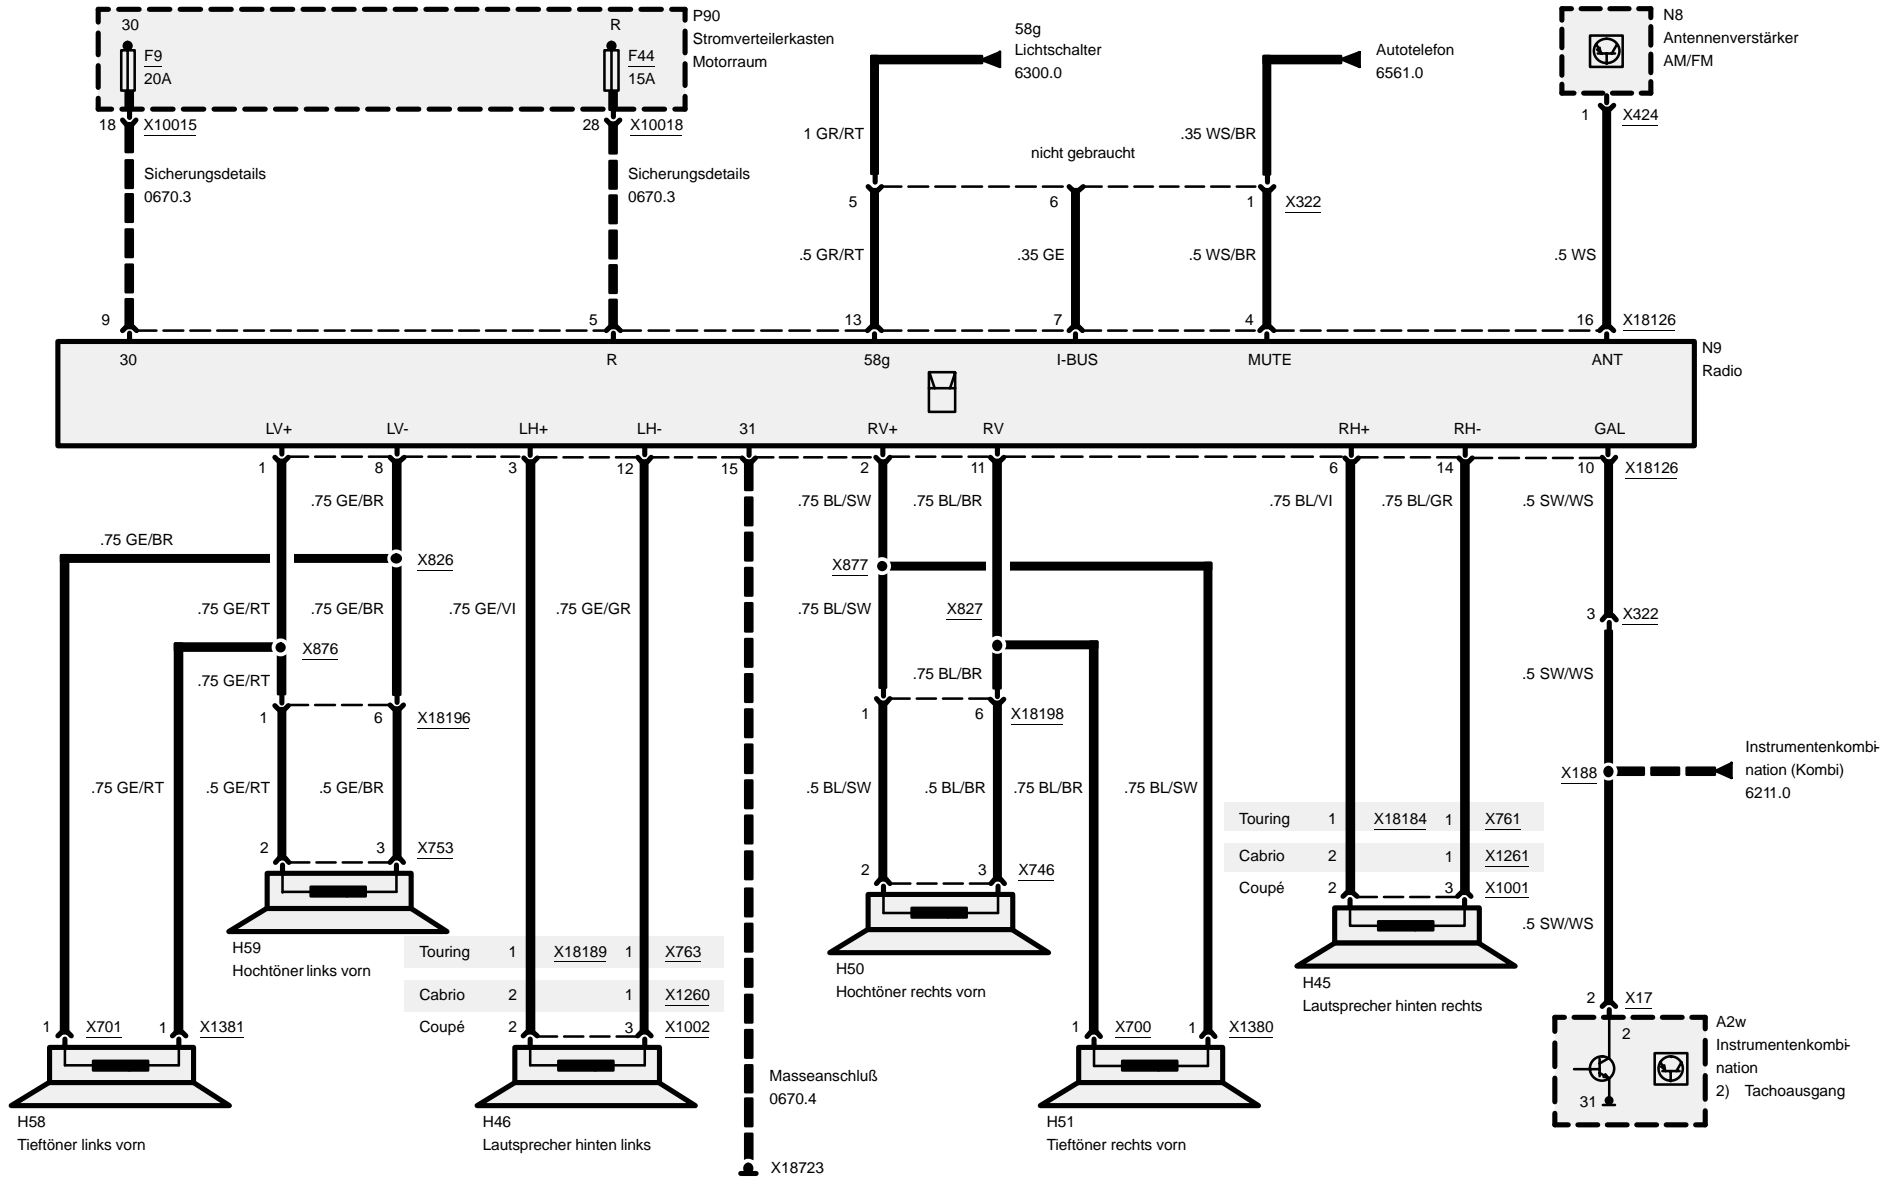 30
R
P90
Stromverteilerkasten
Motorraum
F9
20A
F44
15A
18
X10015
28
X10018
Sicherungsdetails
0670.3
Sicherungsdetails
0670.3
58g
Lichtschalter
6300.0
Autotelefon
6561.0
N8
Antennenverstärker
AM/FM
1
X424
1 GR/RT
nicht gebraucht
.35 WS/BR
5
6
1
X322
.5 GR/RT
.35 GE
.5 WS/BR
.5 WS
9
5
13
7
4
16
X18126
30
R
58g
I-BUS
MUTE
ANT
N9
Radio
LV+
LV-
LH+
LH-
31
RV+
RV
RH+
RH-
GAL
1
8
3
12
15
2
11
6
14
10
X18126
.75 GE/BR
.75 BL/SW
.75 BL/BR
.75 BL/VI
.75 BL/GR
.5 SW/WS
.75 GE/BR
X826
X877
.75 GE/RT
.75 GE/BR
.75 GE/VI
.75 GE/GR
.75 BL/SW
X827
3
X322
X876
.75 GE/RT
.75 BL/BR
.5 SW/WS
1
6
X18196
1
6
X18198
Instrumentenkombi-
nation (Kombi)
6211.0
X188
.75 GE/RT
.5 GE/RT
.5 GE/BR
.5 BL/SW
.5 BL/BR
.75 BL/BR
.75 BL/SW
Touring
1
X18184
1
X761
Cabrio
2
1
X1261
Coupé
2
3
X1001
2
3
X753
2
3
X746
.5 SW/WS
H59
Hochtöner links vorn
H50
Hochtöner rechts vorn
H45
Lautsprecher hinten rechts
Touring
1
X18189
1
X763
Cabrio
2
1
X1260
Coupé
2
3
X1002
2
X17
1
X701
1
X1381
1
X700
1
X1380
2
31
A2w
Instrumentenkombi-
nation
2) Tachoausgang
Masseanschluß
0670.4
H58
Tieftöner links vorn
H46
Lautsprecher hinten links
H51
Tieftöner rechts vorn
X18723